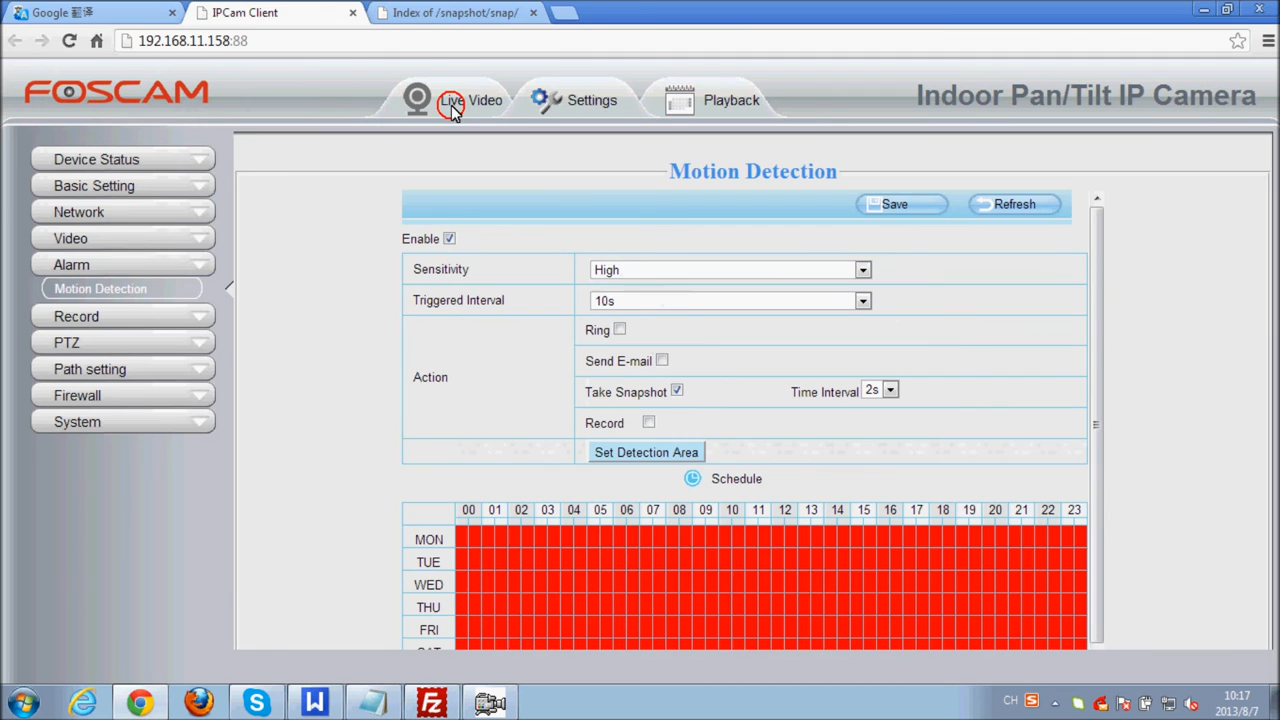 Google 翻译
IPCam Client
Index of /snapshot/snap/
192.168.11.158:88
FOSCAM
Live Video
Settings
Playback
Indoor Pan/Tilt IP Camera
Device Status
Basic Setting
Network
Video
Alarm
Motion Detection
Record
PTZ
Path setting
Firewall
System
Motion Detection
Save
Refresh
Enable
Sensitivity
High
Triggered Interval
10s
Action
Ring
Send E-mail
Take Snapshot
Time Interval 2s
Record
Set Detection Area
Schedule
00 01 02 03 04 05 06 07 08 09 10 11 12 13 14 15 16 17 18 19 20 21 22 23
MON
TUE
WED
THU
FRI
SAT
CH
10:17
2013/8/7